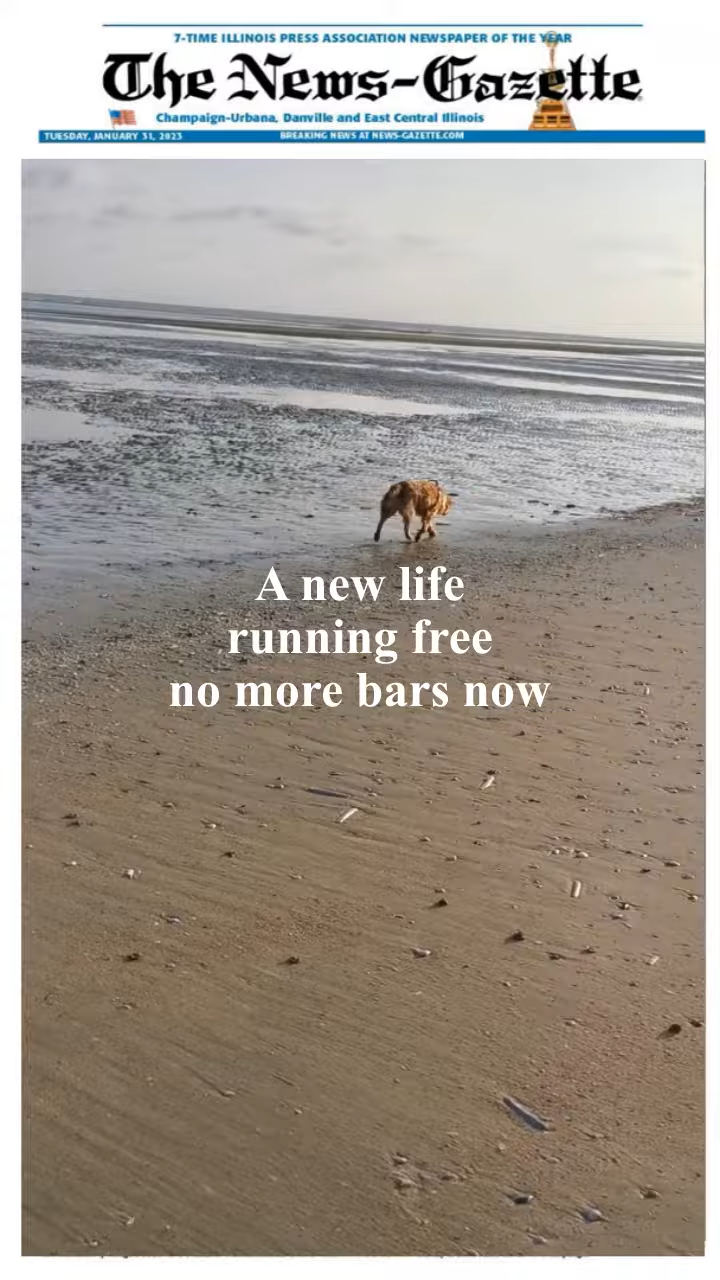 7-TIME ILLINOIS PRESS ASSOCIATION NEWSPAPER OF THE YEAR
The News-Gazette
Champaign-Urbana, Danville and East Central Illinois
TUESDAY, JANUARY 31, 2023 BREAKING NEWS AT NEWS-GAZETTE.COM
A new life
running free
no more bars now